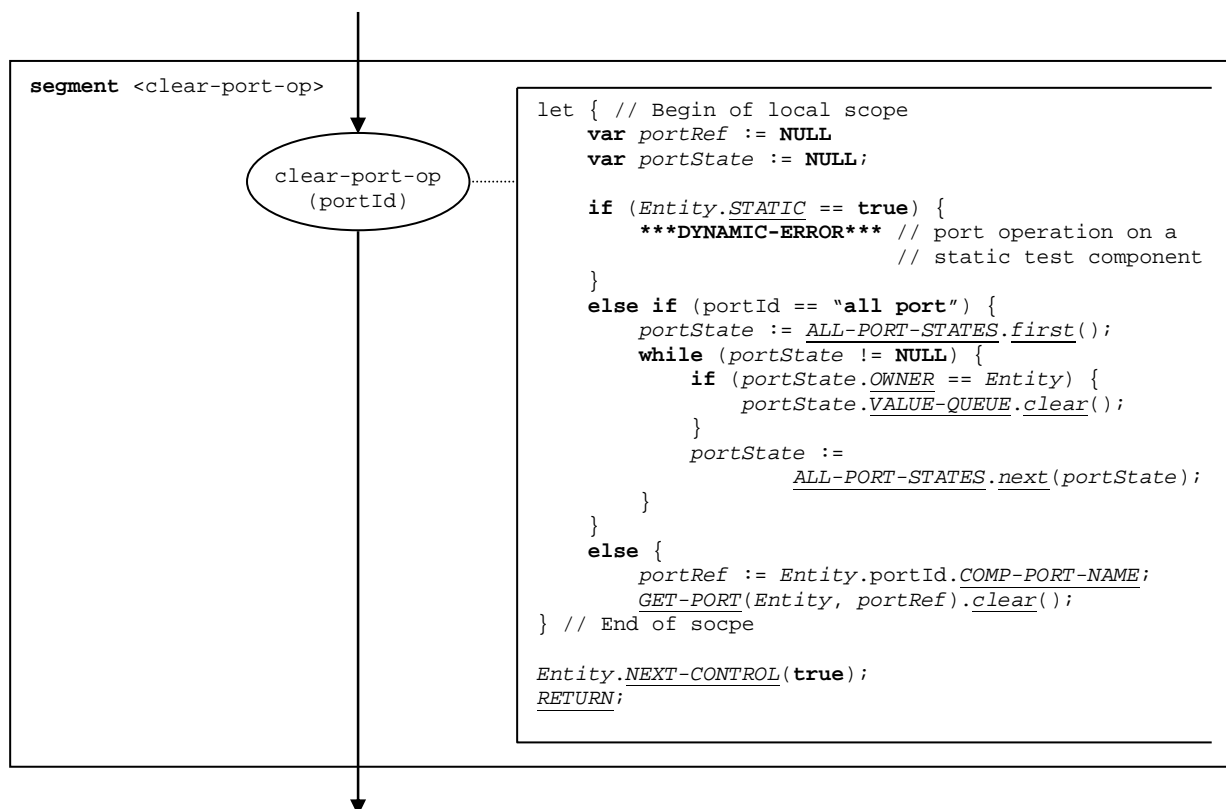 segment <clear-port-op>
clear-port-op
(portId)
let { // Begin of local scope
var portRef := NULL
var portState := NULL;
if (Entity.STATIC == true) {
***DYNAMIC-ERROR*** // port operation on a
// static test component
}
else if (portId == “all port”) {
portState := ALL-PORT-STATES.first();
while (portState != NULL) {
if (portState.OWNER == Entity) {
portState.VALUE-QUEUE.clear();
}
portState :=
ALL-PORT-STATES.next(portState);
}
}
else {
portRef := Entity.portId.COMP-PORT-NAME;
GET-PORT(Entity, portRef).clear();
} // End of socpe
Entity.NEXT-CONTROL(true);
RETURN;